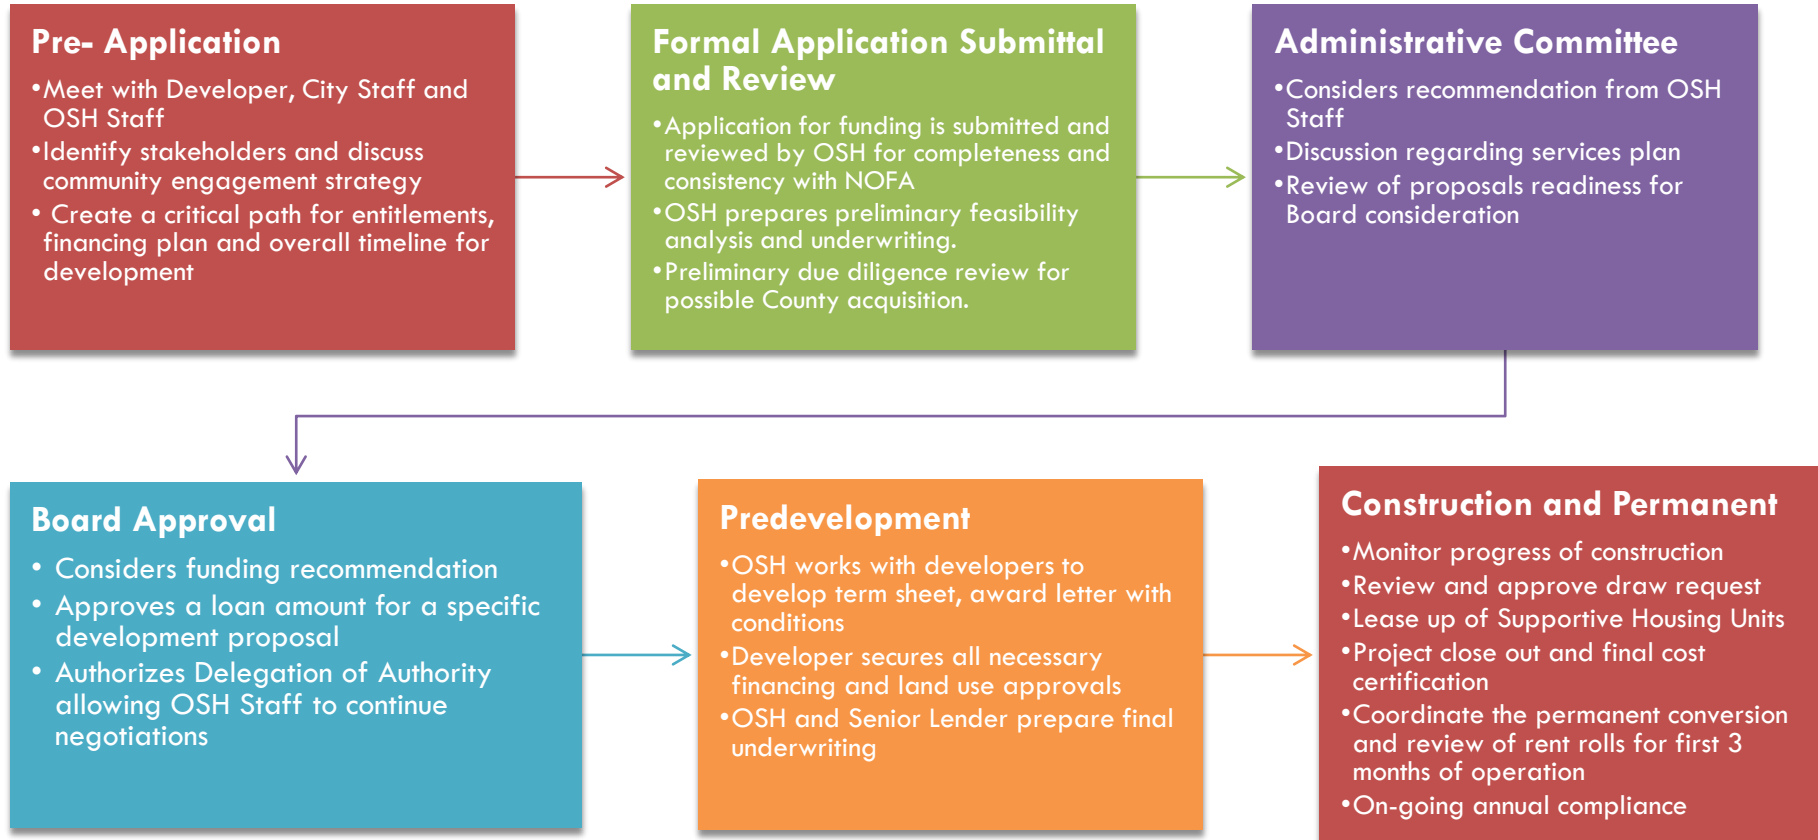 Pre- Application
•Meet with Developer, City Staff and
OSH Staff
•Identify stakeholders and discuss
community engagement strategy
• Create a critical path for entitlements,
financing plan and overall timeline for
development
Formal Application Submittal
and Review
•Application for funding is submitted and
reviewed by OSH for completeness and
consistency with NOFA
•OSH prepares preliminary feasibility
analysis and underwriting.
•Preliminary due diligence review for
possible County acquisition.
Administrative Committee
•Considers recommendation from OSH
Staff
•Discussion regarding services plan
•Review of proposals readiness for
Board consideration
Board Approval
• Considers funding recommendation
• Approves a loan amount for a specific
development proposal
• Authorizes Delegation of Authority
allowing OSH Staff to continue
negotiations
Predevelopment
•OSH works with developers to
develop term sheet, award letter with
conditions
•Developer secures all necessary
financing and land use approvals
•OSH and Senior Lender prepare final
underwriting
Construction and Permanent
•Monitor progress of construction
•Review and approve draw request
•Lease up of Supportive Housing Units
•Project close out and final cost
certification
•Coordinate the permanent conversion
and review of rent rolls for first 3
months of operation
•On-going annual compliance